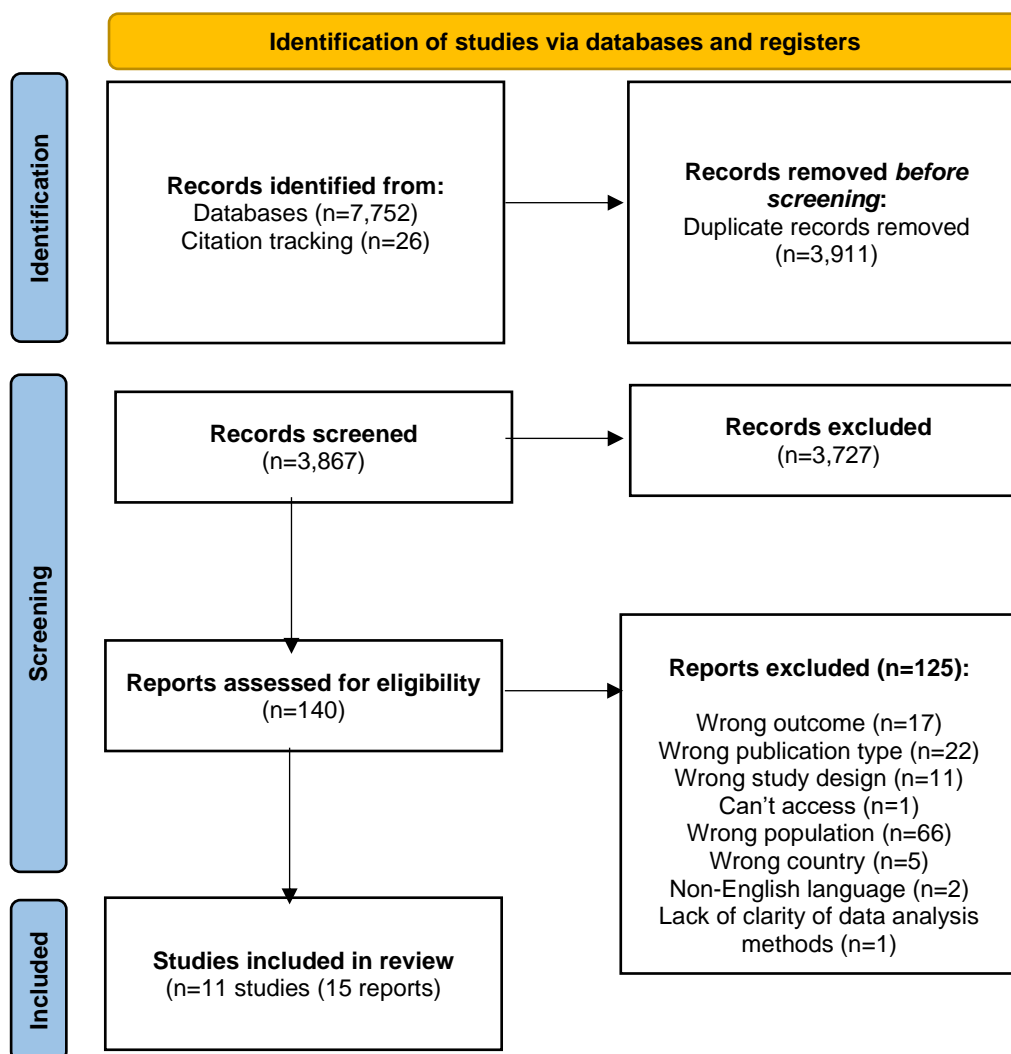 Identification of studies via databases and registers
Identification
Records identified from:
Databases (n=7,752)
Citation tracking (n=26)
Records removed before
screening:
Duplicate records removed
(n=3,911)
Screening
Records screened
(n=3,867)
Records excluded
(n=3,727)
Reports assessed for eligibility
(n=140)
Reports excluded (n=125):
Wrong outcome (n=17)
Wrong publication type (n=22)
Wrong study design (n=11)
Can’t access (n=1)
Wrong population (n=66)
Wrong country (n=5)
Non-English language (n=2)
Lack of clarity of data analysis
methods (n=1)
Included
Studies included in review
(n=11 studies (15 reports)